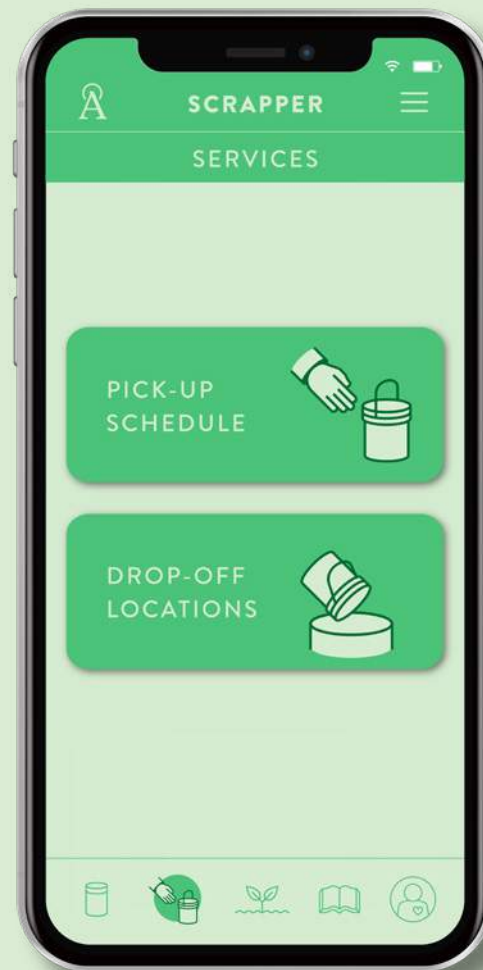 A
SCRAPPER
SERVICES
PICK-UP
SCHEDULE
DROP-OFF
LOCATIONS